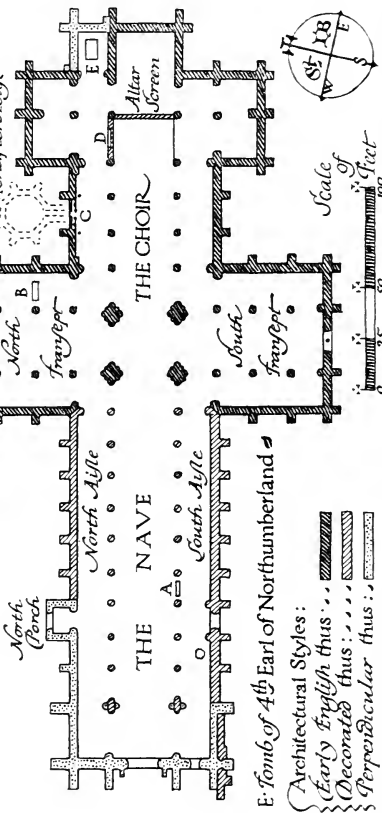 E
Altar
Screen
D
C
THE CHOIR
B
North
Transept
South
Transept
North Aisle
THE NAVE
South Aisle
A
North
Porch
N
W
E
S
Scale
of
Feet
E·Tomb of 4th Earl of Northumberland
Architectural Styles:
Early English thus
Decorated thus
Perpendicular thus